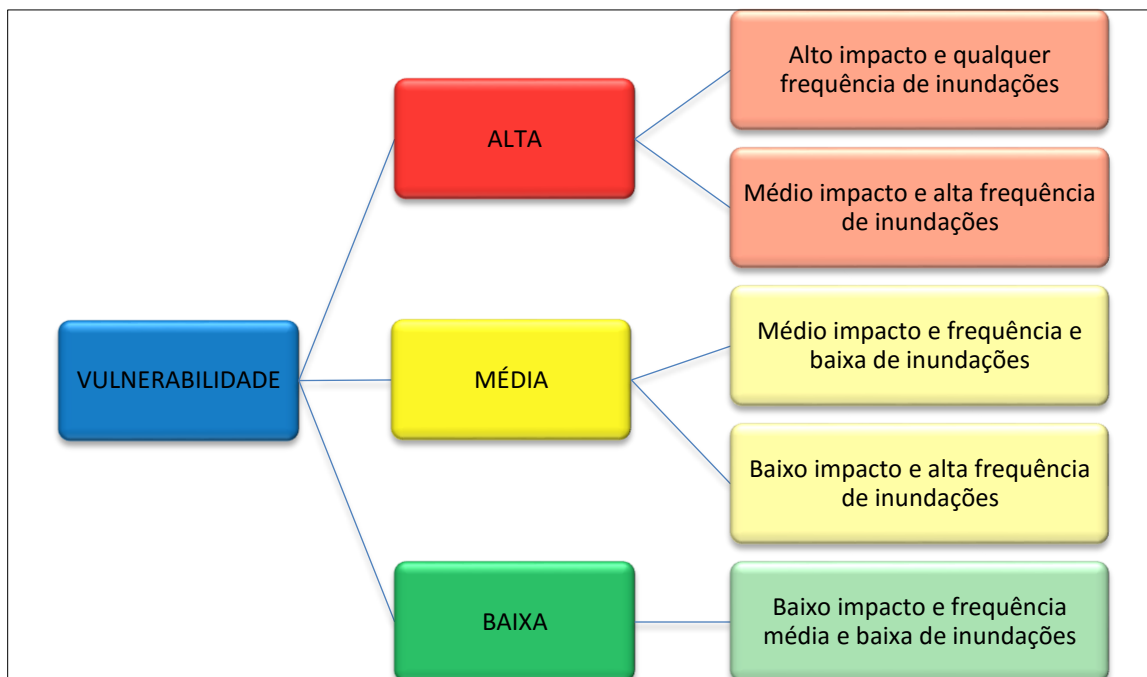 Alto impacto e qualquer
frequência de inundações
ALTA
Médio impacto e alta frequência
de inundações
Médio impacto e frequência e
baixa de inundações
VULNERABILIDADE
MÉDIA
Baixo impacto e alta frequência
de inundações
BAIXA
Baixo impacto e frequência
média e baixa de inundações